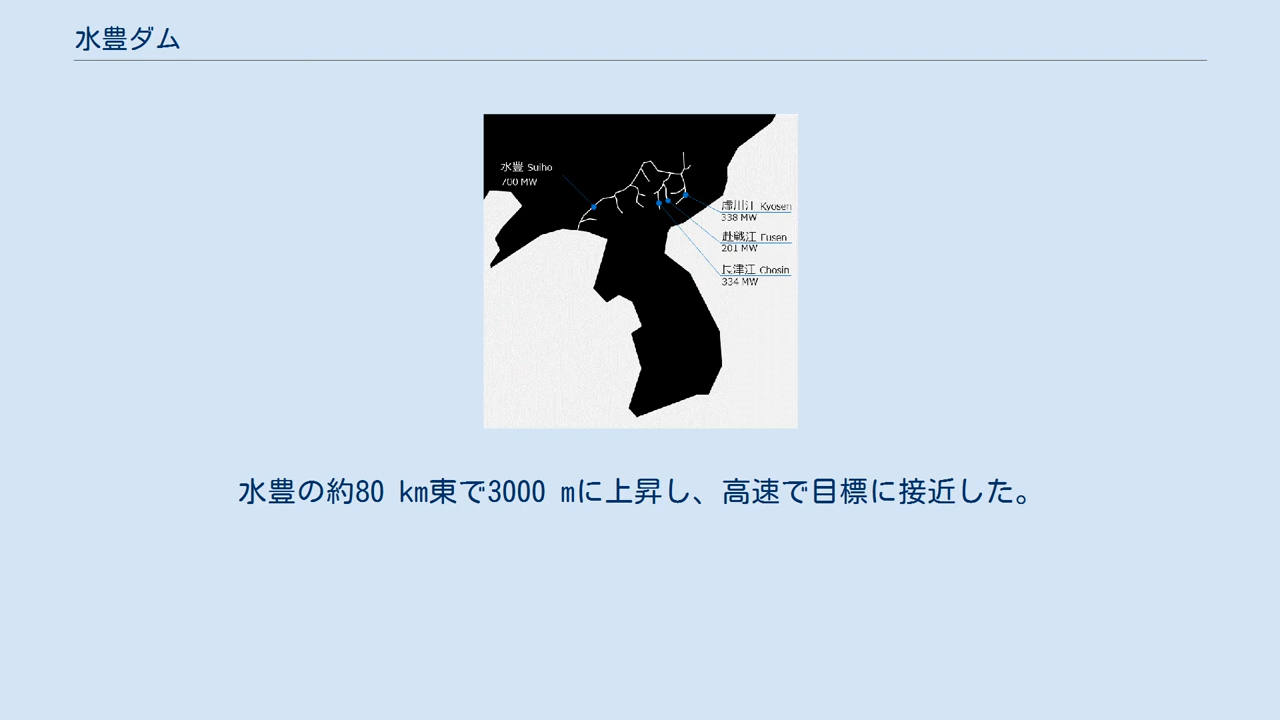 水豊ダム
水豊 Suiho
700 MW
虚川江 Kyosen
338 MW
赴戦江 Fusen
201 MW
長津江 Chosin
334 MW
水豊の約80 km東で3000 mに上昇し、高速で目標に接近した。